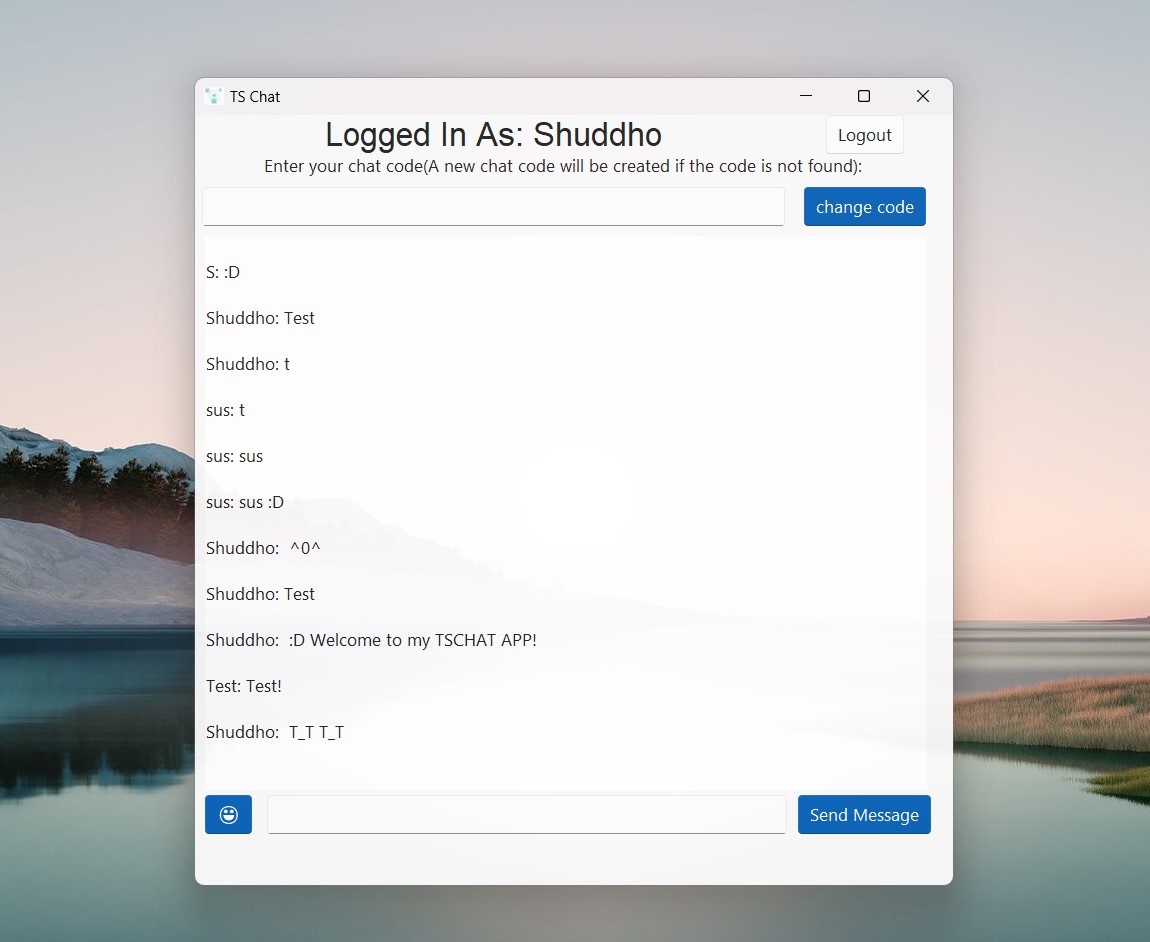 TS Chat
Logged In As: Shuddho
Logout
Enter your chat code(A new chat code will be created if the code is not found):
change code
S: :D
Shuddho: Test
Shuddho: t
sus: t
sus: sus
sus: sus :D
Shuddho:  ^0^
Shuddho: Test
Shuddho:  :D Welcome to my TSCHAT APP!
Test: Test!
Shuddho:  T_T T_T
Send Message